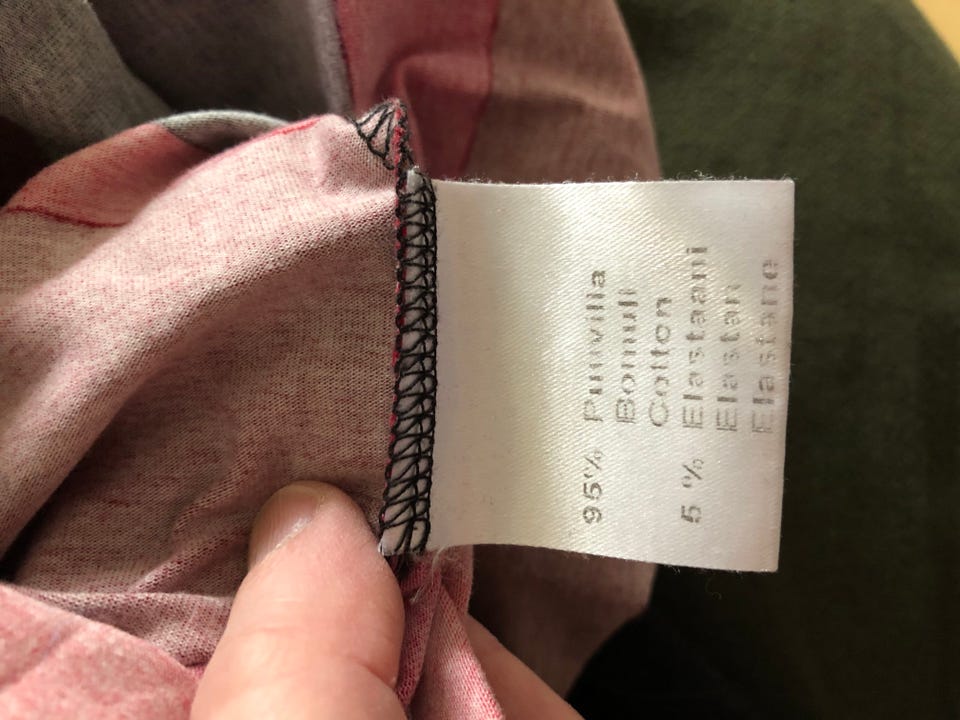 95% Puuvilla
Bomull
Cotton
5 % Elastaani
Elastan
Elastane